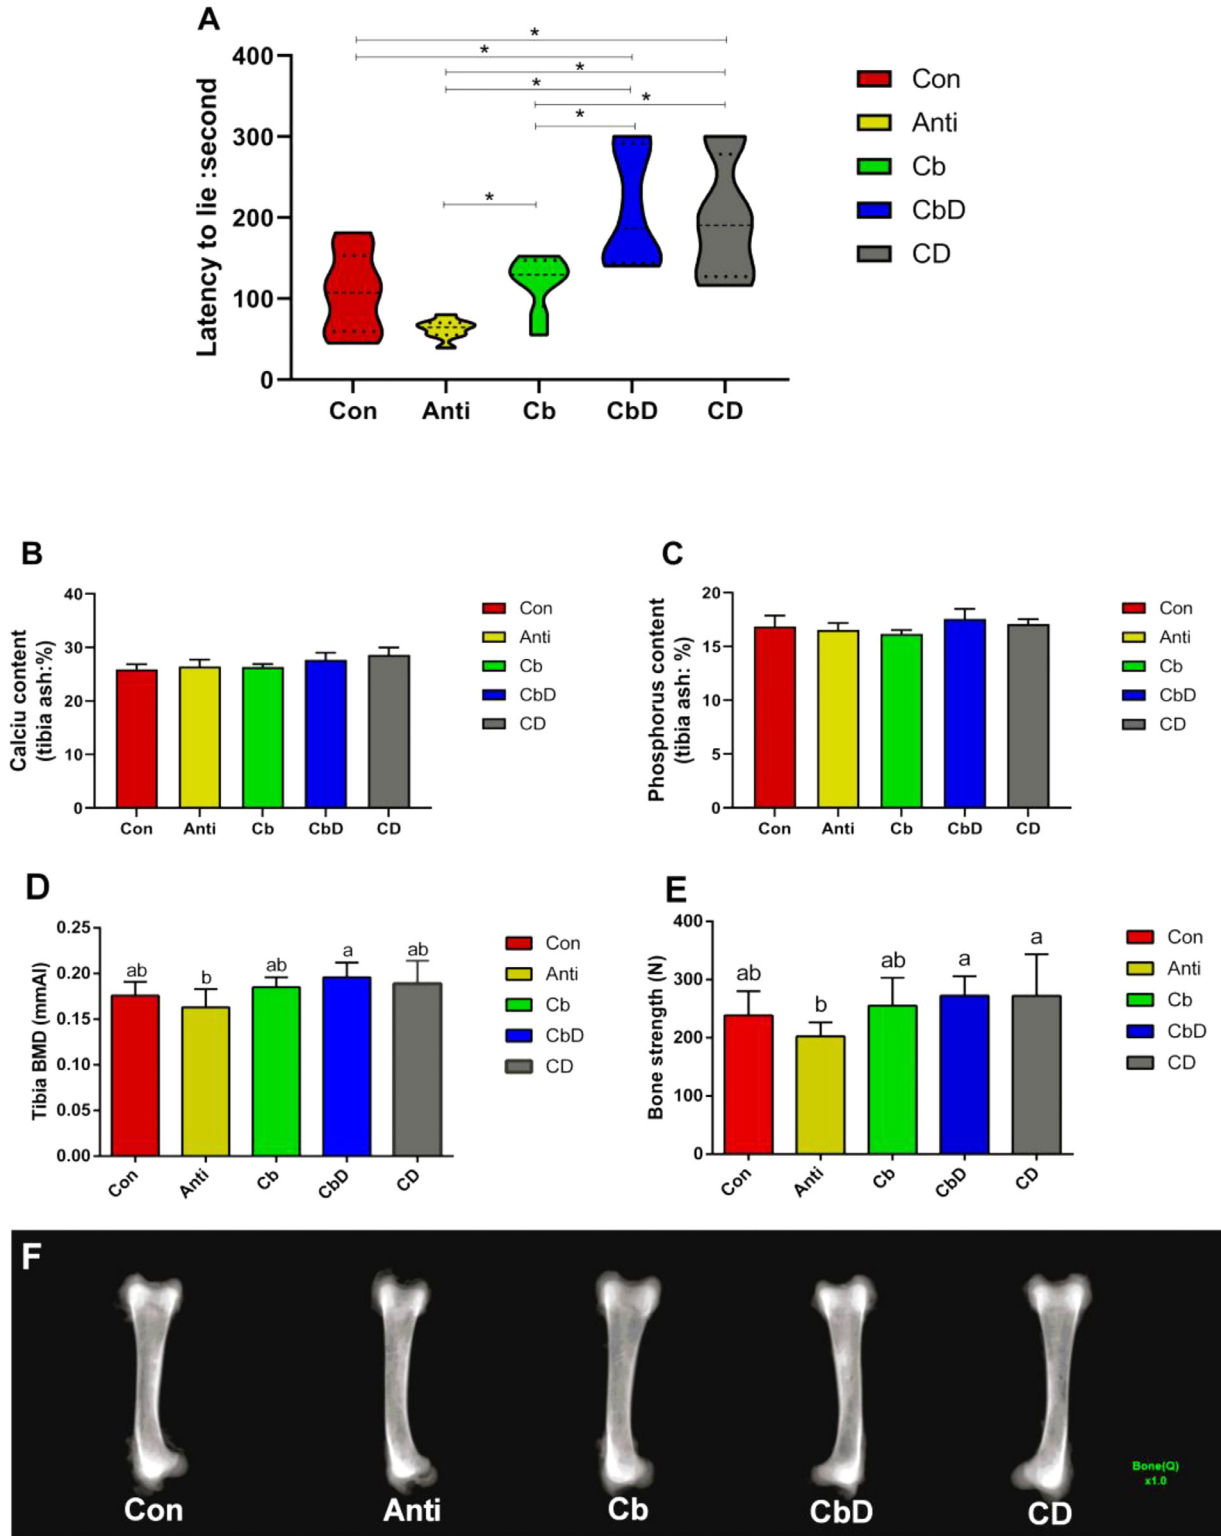 A
*
*
*
*
*
*
*
400
300
200
100
0
Latency to lie :second
Con
Anti
Cb
CbD
CD
Con
Anti
Cb
CbD
CD
B
40
30
20
10
0
Calciu content
(tibia ash:%)
Con
Anti
Cb
CbD
CD
Con
Anti
Cb
CbD
CD
C
20
15
10
5
0
Phosphorus content
(tibia ash: %)
Con
Anti
Cb
CbD
CD
Con
Anti
Cb
CbD
CD
D
0.25
0.20
0.15
0.10
0.05
0.00
Tibia BMD (mmAl)
ab
b
ab
a
ab
Con
Anti
Cb
CbD
CD
Con
Anti
Cb
CbD
CD
E
400
300
200
100
0
Bone strength (N)
ab
b
ab
a
a
Con
Anti
Cb
CbD
CD
Con
Anti
Cb
CbD
CD
F
Bone(Q)
x1.0
Con
Anti
Cb
CbD
CD